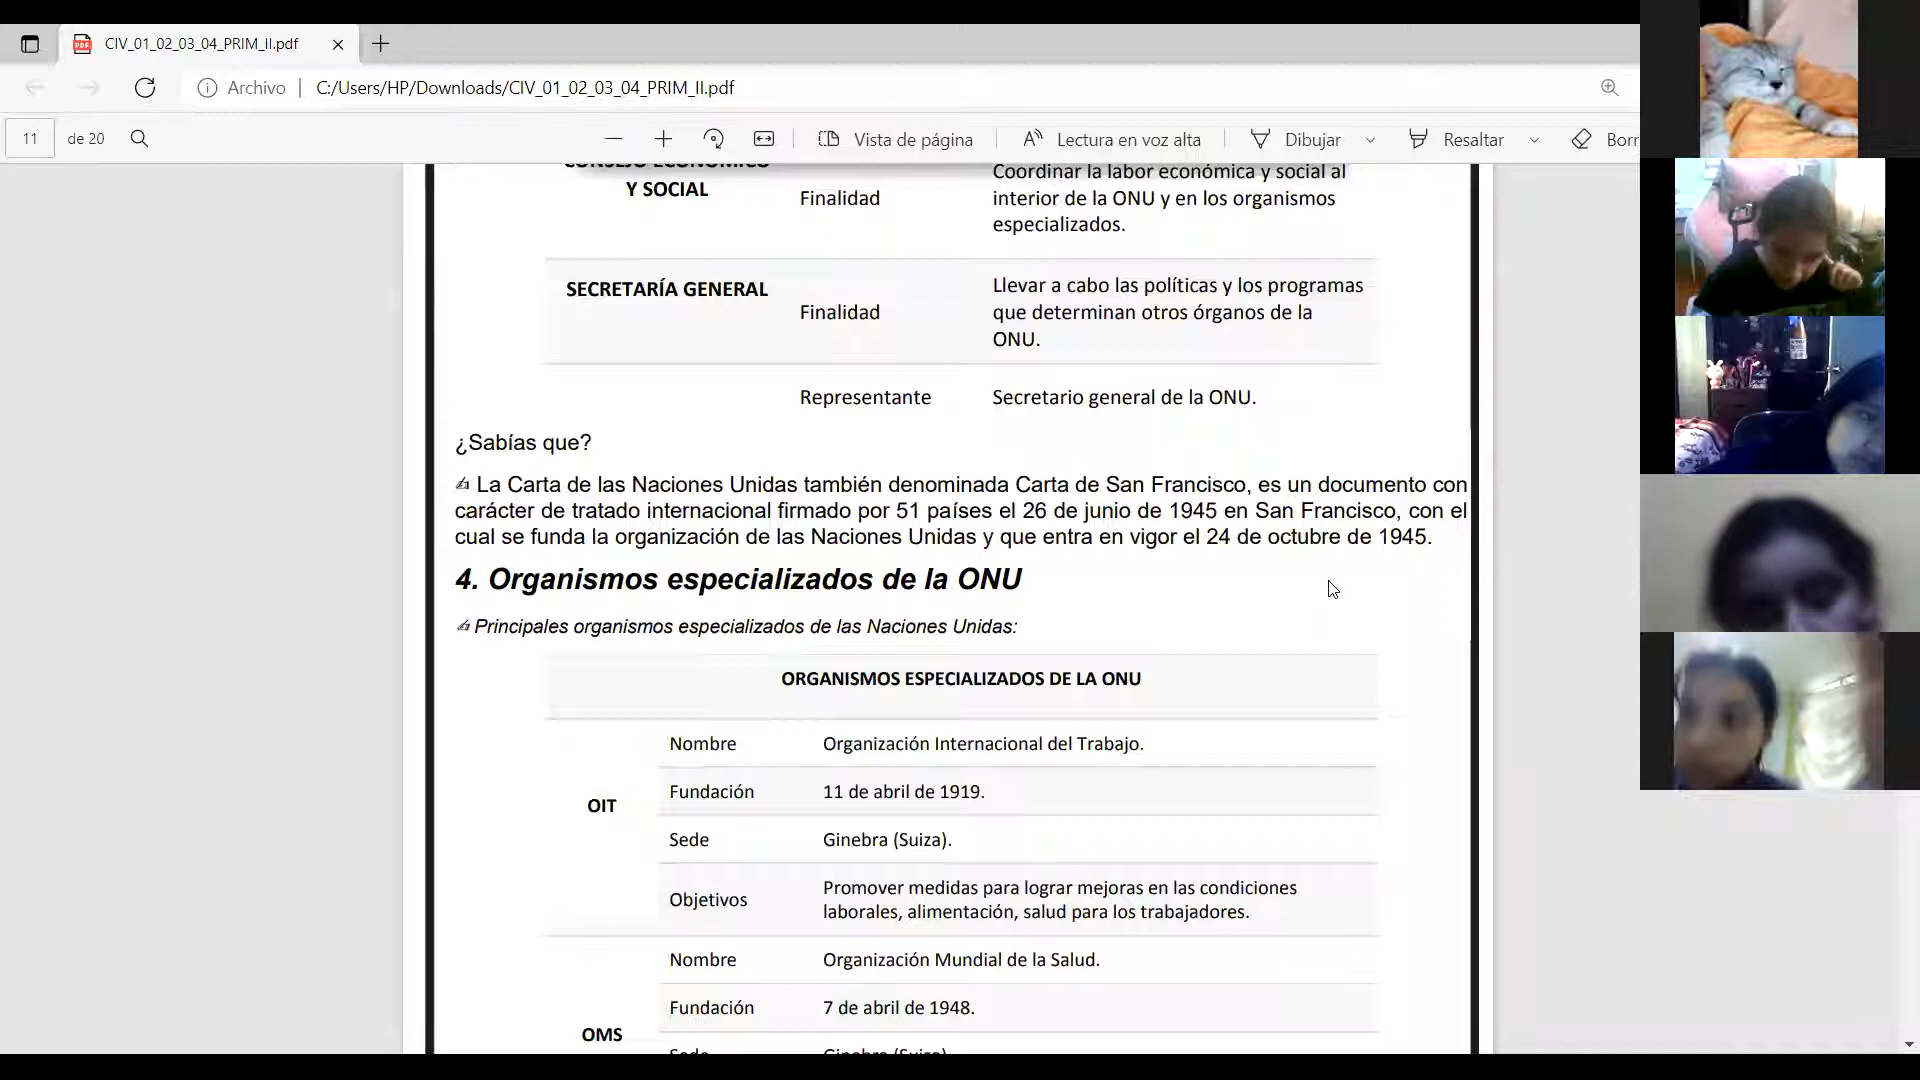 CIV_01_02_03_04_PRIM_II.pdf
Archivo C:/Users/HP/Downloads/CIV_01_02_03_04_PRIM_II.pdf
11 de 20 Vista de página Lectura en voz alta Dibujar Resaltar Borr
CONSEJO ECONÓMICO
Y SOCIAL
Finalidad
Coordinar la labor económica y social al
interior de la ONU y en los organismos
especializados.
SECRETARÍA GENERAL
Finalidad
Llevar a cabo las políticas y los programas
que determinan otros órganos de la
ONU.
Representante Secretario general de la ONU.
¿Sabías que?
✍ La Carta de las Naciones Unidas también denominada Carta de San Francisco, es un documento con
carácter de tratado internacional firmado por 51 países el 26 de junio de 1945 en San Francisco, con el
cual se funda la organización de las Naciones Unidas y que entra en vigor el 24 de octubre de 1945.
4. Organismos especializados de la ONU
✍ Principales organismos especializados de las Naciones Unidas:
ORGANISMOS ESPECIALIZADOS DE LA ONU
OIT
Nombre Organización Internacional del Trabajo.
Fundación 11 de abril de 1919.
Sede Ginebra (Suiza).
Objetivos
Promover medidas para lograr mejoras en las condiciones
laborales, alimentación, salud para los trabajadores.
OMS
Nombre Organización Mundial de la Salud.
Fundación 7 de abril de 1948.
Sede Ginebra (Suiza).